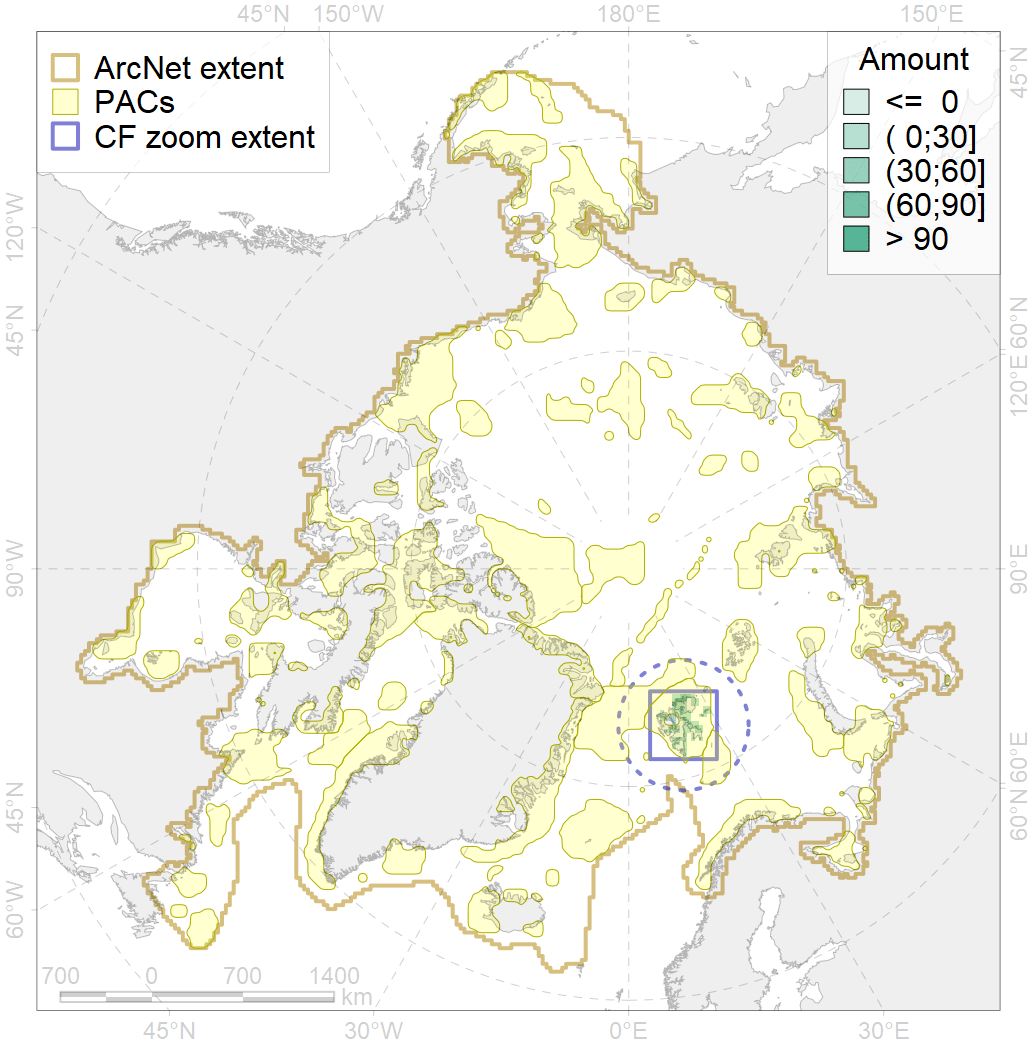 45°N 150°W 180°E 150°E
ArcNet extent
PACs
CF zoom extent
Amount
<= 0
( 0;30]
(30;60]
(60;90]
> 90
45°N
120°W
45°N
60°N
120°E
90°W
90°E
45°N
60°E
60°N
60°W
700 0 700 1400
km
45°W 30°W 0°E 30°E